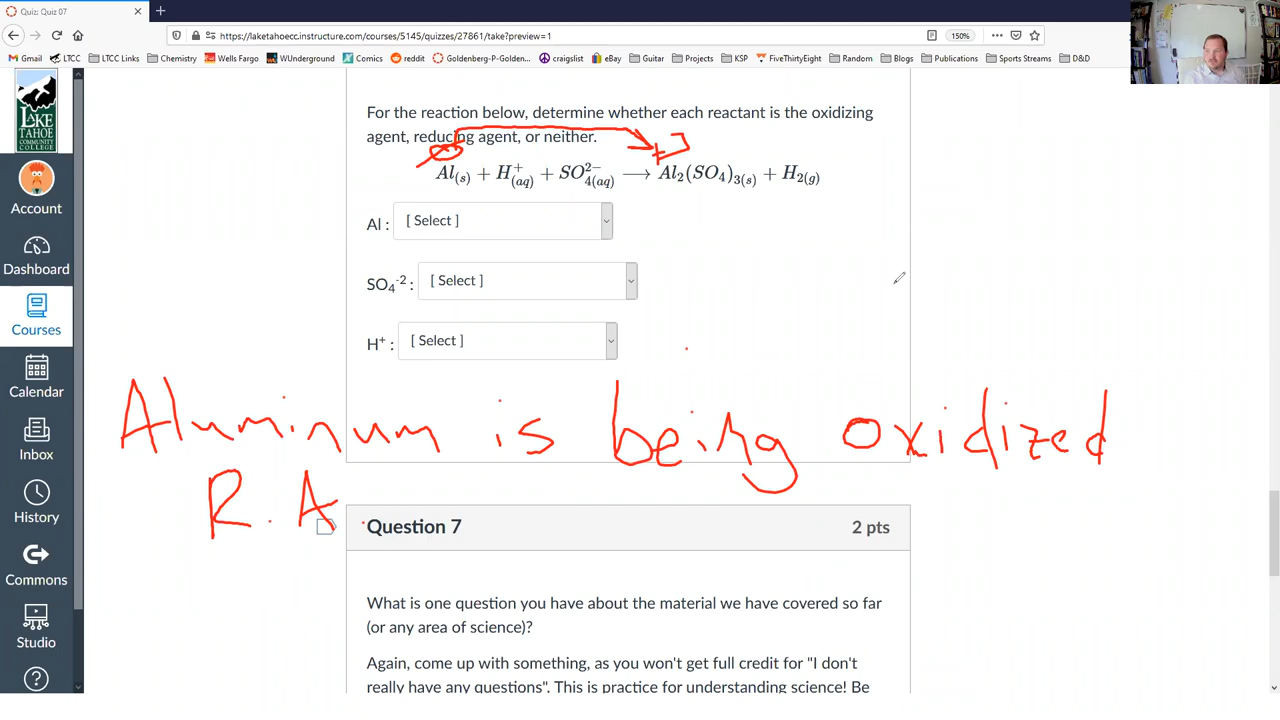 Quiz: Quiz 07
https://laketahoecc.instructure.com/courses/5145/quizzes/27861/take?preview=1
150%
Gmail LTCC LTCC Links Chemistry Wells Fargo WUnderground Comics reddit Goldenberg-P-Golden... craigslist eBay Guitar Projects KSP FiveThirtyEight Random Blogs Publications Sports Streams D&D
LAKE TAHOE
COMMUNITY COLLEGE
Account
Dashboard
Courses
Calendar
Inbox
History
Commons
Studio
For the reaction below, determine whether each reactant is the oxidizing
agent, reducing agent, or neither.
Al(s) + H⁺(aq) + SO₄²⁻(aq) ⟶ Al₂(SO₄)₃(s) + H₂(g)
Al : [ Select ]
SO₄⁻² : [ Select ]
H⁺ : [ Select ]
Aluminum is being oxidized
R.A
Question 7 2 pts
What is one question you have about the material we have covered so far
(or any area of science)?
Again, come up with something, as you won't get full credit for "I don't
really have any questions". This is practice for understanding science! Be